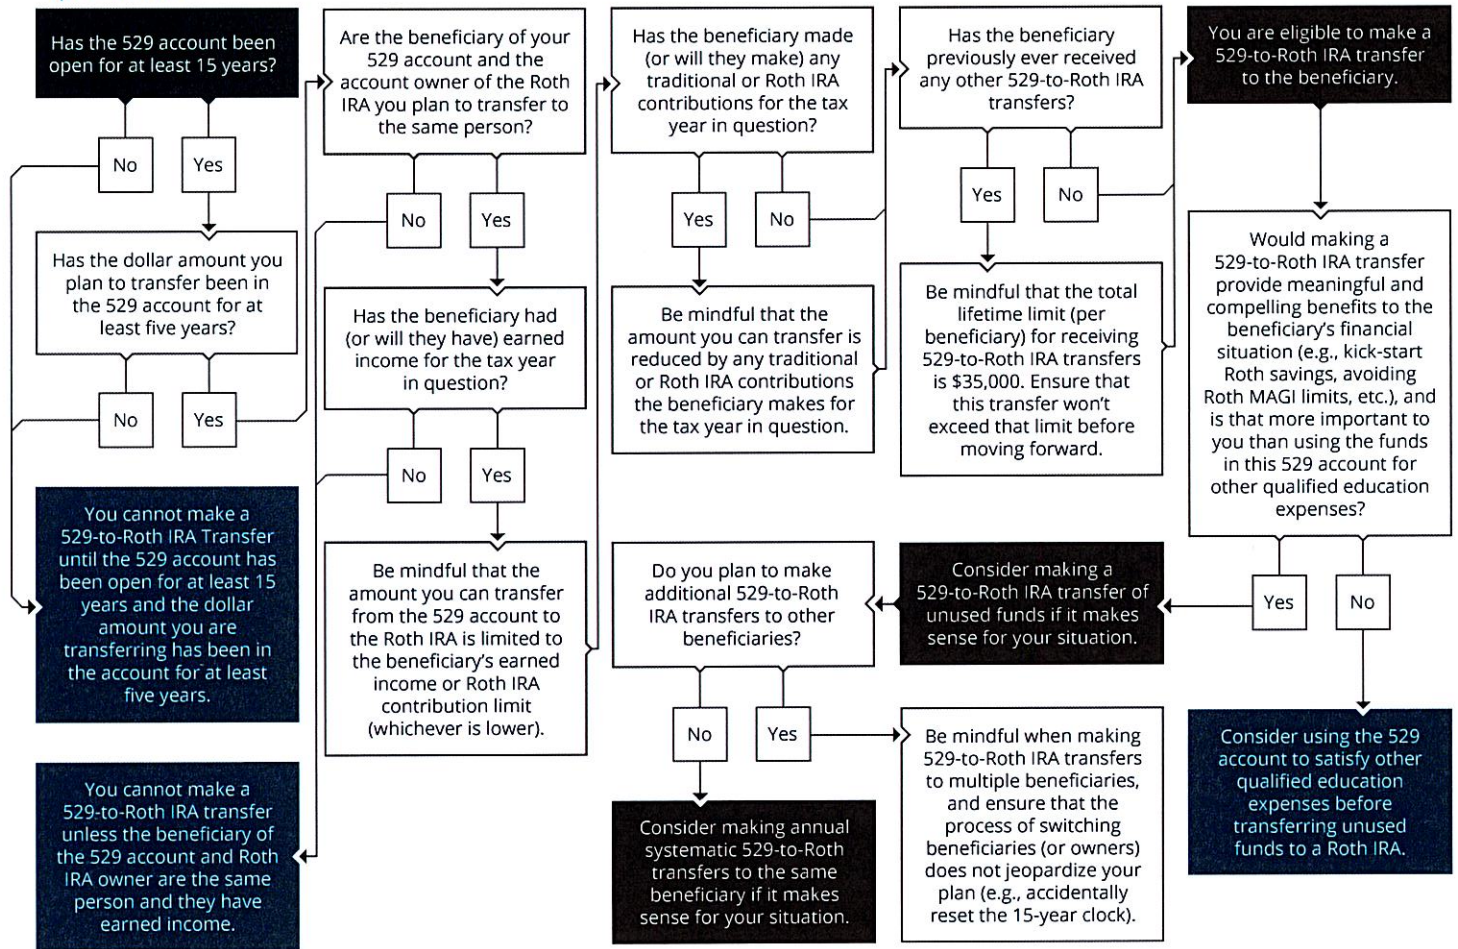 Has the 529 account been
open for at least 15 years?
No
Yes
Has the dollar amount you
plan to transfer been in
the 529 account for at
least five years?
No
Yes
You cannot make a
529-to-Roth IRA Transfer
until the 529 account has
been open for at least 15
years and the dollar
amount you are
transferring has been in
the account for at least
five years.
You cannot make a
529-to-Roth IRA transfer
unless the beneficiary of
the 529 account and Roth
IRA owner are the same
person and they have
earned income.
Are the beneficiary of your
529 account and the
account owner of the Roth
IRA you plan to transfer to
the same person?
No
Yes
Has the beneficiary had
(or will they have) earned
income for the tax year
in question?
No
Yes
Be mindful that the
amount you can transfer
from the 529 account to
the Roth IRA is limited to
the beneficiary's earned
income or Roth IRA
contribution limit
(whichever is lower).
Has the beneficiary made
(or will they make) any
traditional or Roth IRA
contributions for the tax
year in question?
Yes
No
Be mindful that the
amount you can transfer is
reduced by any traditional
or Roth IRA contributions
the beneficiary makes for
the tax year in question.
Has the beneficiary
previously ever received
any other 529-to-Roth IRA
transfers?
Yes
No
Be mindful that the total
lifetime limit (per
beneficiary) for receiving
529-to-Roth IRA transfers
is $35,000. Ensure that
this transfer won't
exceed that limit before
moving forward.
You are eligible to make a
529-to-Roth IRA transfer
to the beneficiary.
Would making a
529-to-Roth IRA transfer
provide meaningful and
compelling benefits to the
beneficiary's financial
situation (e.g., kick-start
Roth savings, avoiding
Roth MAGI limits, etc.), and
is that more important to
you than using the funds
in this 529 account for
other qualified education
expenses?
Yes
No
Consider making a
529-to-Roth IRA transfer of
unused funds if it makes
sense for your situation.
Do you plan to make
additional 529-to-Roth
IRA transfers to other
beneficiaries?
No
Yes
Consider making annual
systematic 529-to-Roth
transfers to the same
beneficiary if it makes
sense for your situation.
Be mindful when making
529-to-Roth IRA transfers
to multiple beneficiaries,
and ensure that the
process of switching
beneficiaries (or owners)
does not jeopardize your
plan (e.g., accidentally
reset the 15-year clock).
Consider using the 529
account to satisfy other
qualified education
expenses before
transferring unused
funds to a Roth IRA.